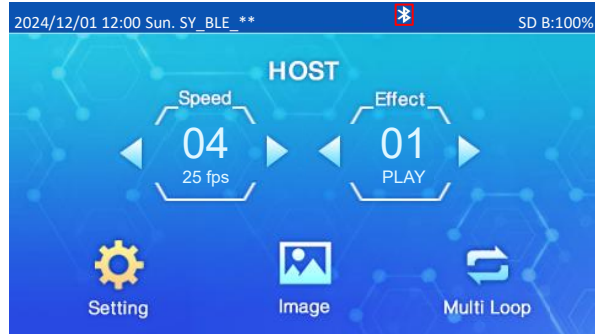 2024/12/01 12:00 Sun. SY_BLE_** SD B:100%
HOST
Speed Effect
04 01
25 fps PLAY
Setting Image Multi Loop